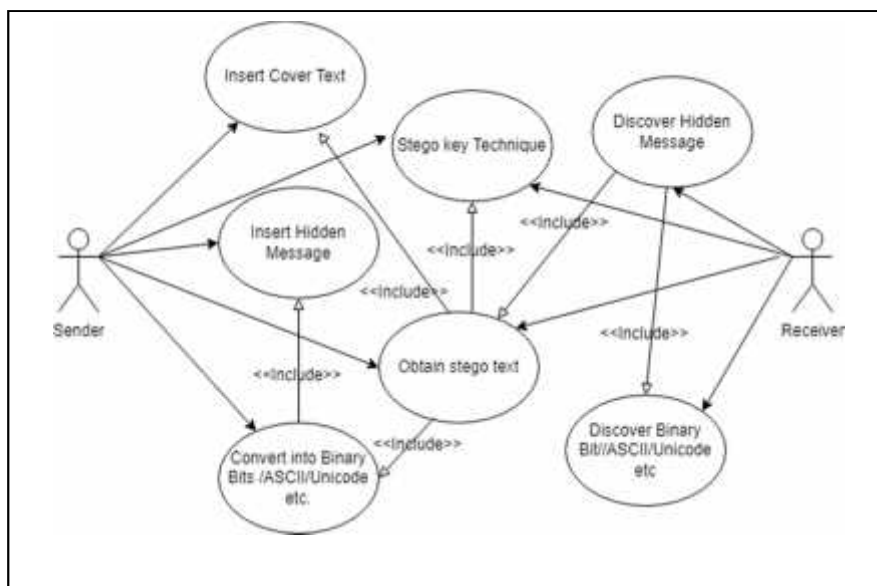 Insert Cover Text
Stego key Technique
Discover Hidden
Message
Insert Hidden
Message
<<Include>>
<<Include>>
<<Include>>
Sender
Receiver
<<Include>>
<<Include>>
Obtain stego text
<<Include>>
Convert into Binary
Bits /ASCII/Unicode
etc.
Discover Binary
Bit//ASCII/Unicode
etc